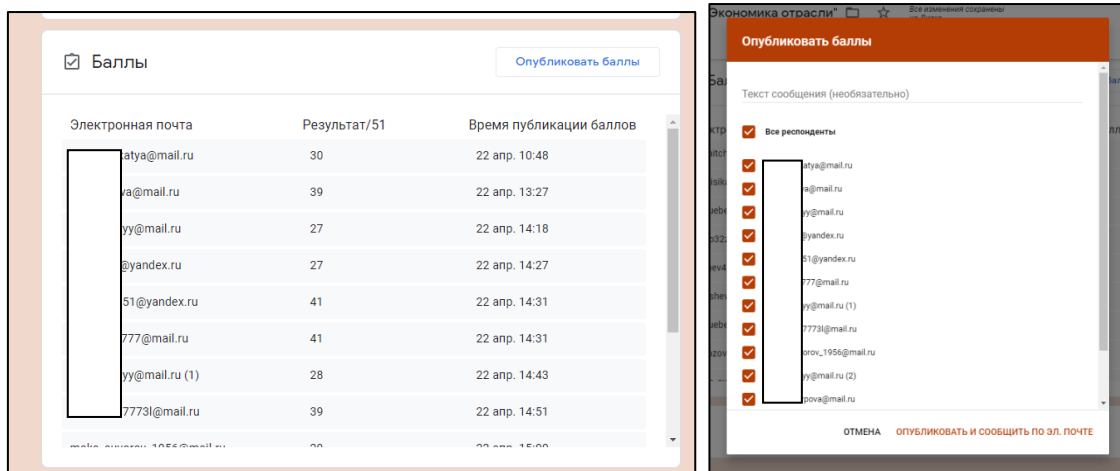 Баллы
Опубликовать баллы
Электронная почта Результат/51 Время публикации баллов
atya@mail.ru 30 22 апр. 10:48
va@mail.ru 39 22 апр. 13:27
yy@mail.ru 27 22 апр. 14:18
@yandex.ru 27 22 апр. 14:27
51@yandex.ru 41 22 апр. 14:31
777@mail.ru 41 22 апр. 14:31
yy@mail.ru (1) 28 22 апр. 14:43
7773l@mail.ru 39 22 апр. 14:51
Экономика отрасли"
Все изменения сохранены
Опубликовать баллы
Текст сообщения (необязательно)
Все респонденты
atya@mail.ru
va@mail.ru
yy@mail.ru
@yandex.ru
51@yandex.ru
777@mail.ru
yy@mail.ru (1)
7773l@mail.ru
orov_1956@mail.ru
yy@mail.ru (2)
pova@mail.ru
ОТМЕНА ОПУБЛИКОВАТЬ И СООБЩИТЬ ПО ЭЛ. ПОЧТЕ